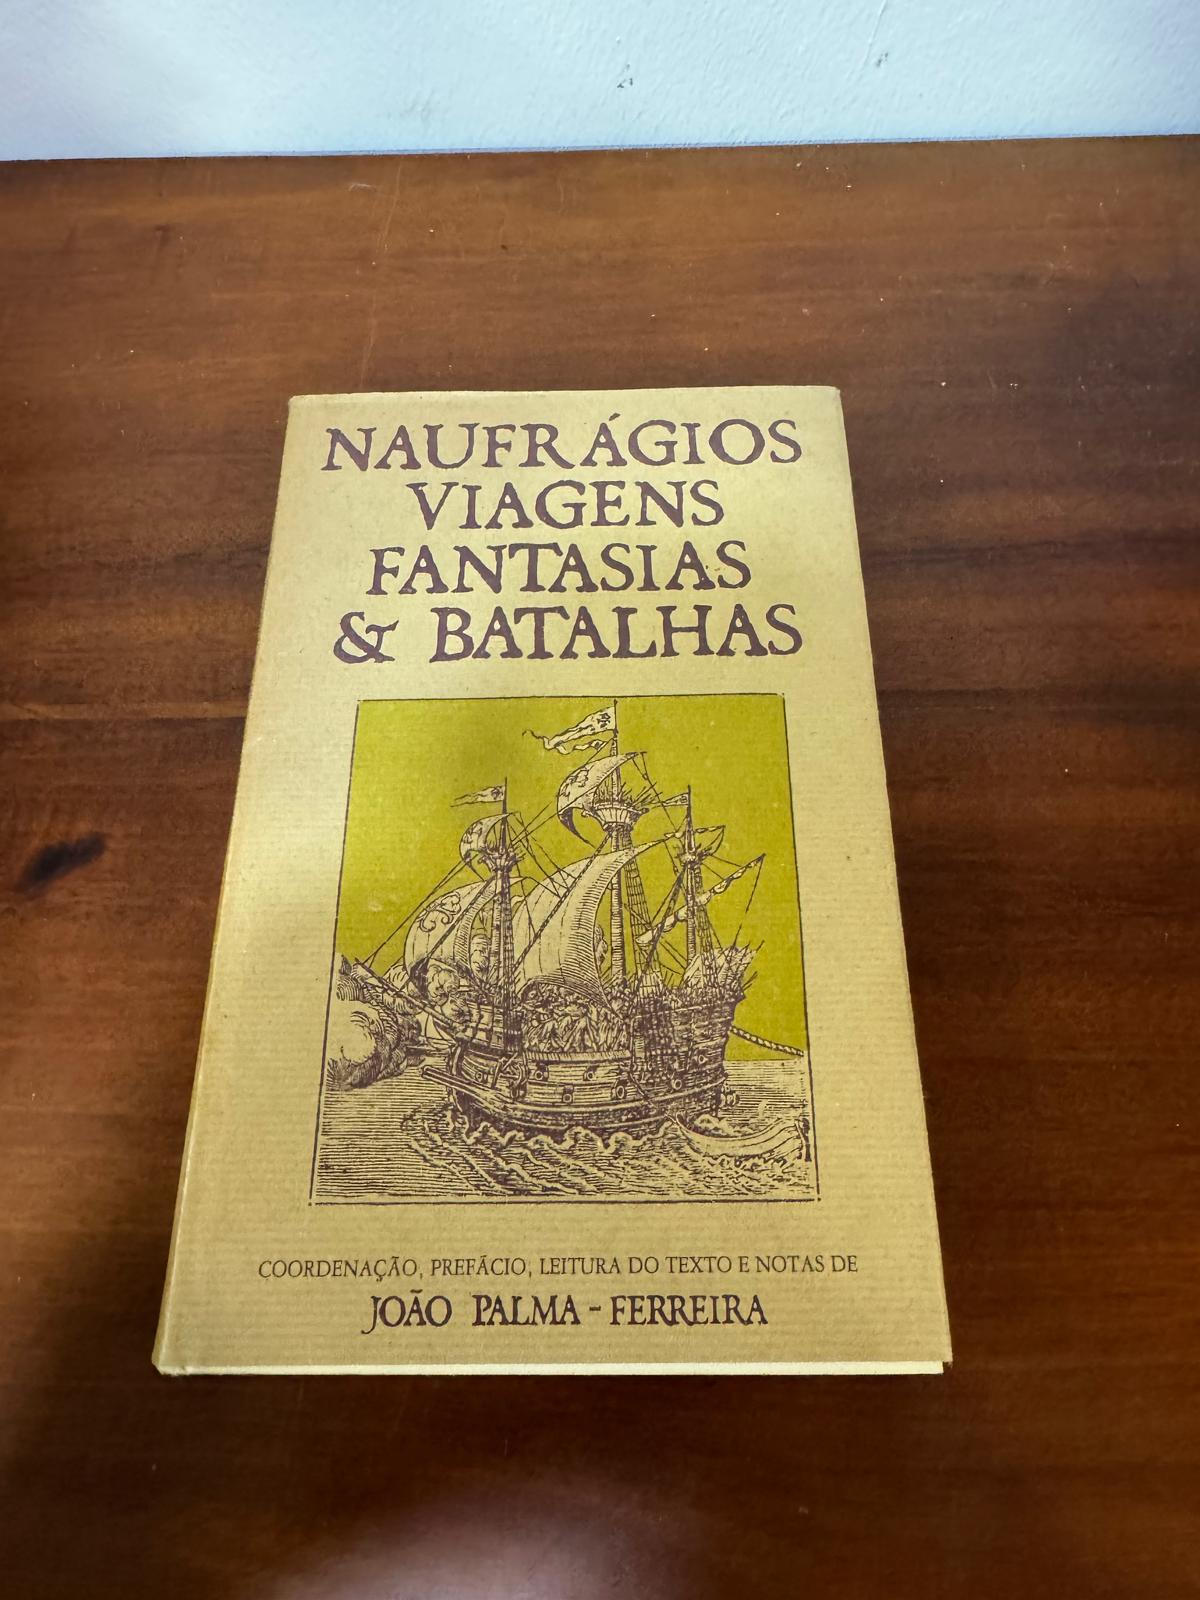 NAUFRÁGIOS
VIAGENS
FANTASIAS
& BATALHAS
COORDENAÇÃO, PREFÁCIO, LEITURA DO TEXTO E NOTAS DE
JOÃO PALMA-FERREIRA